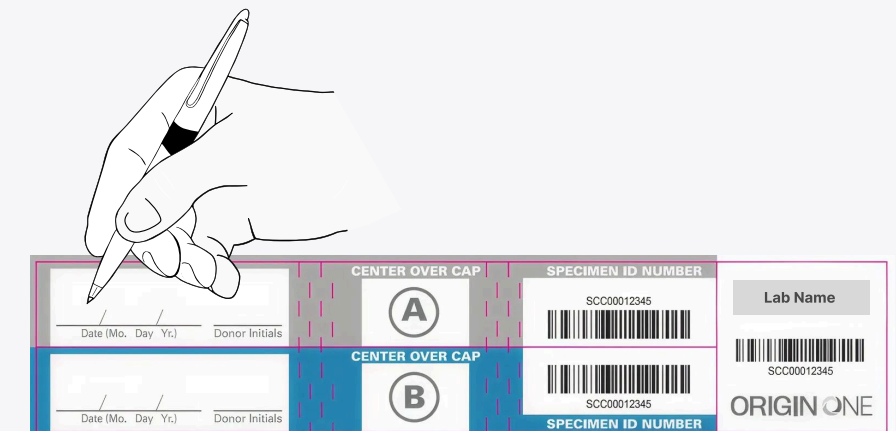 CENTER OVER CAP
SPECIMEN ID NUMBER
A
SCC00012345
Date (Mo. Day Yr.)
Donor Initials
Lab Name
SCC00012345
ORIGIN ONE
CENTER OVER CAP
B
SCC00012345
Date (Mo. Day Yr.)
Donor Initials
SPECIMEN ID NUMBER